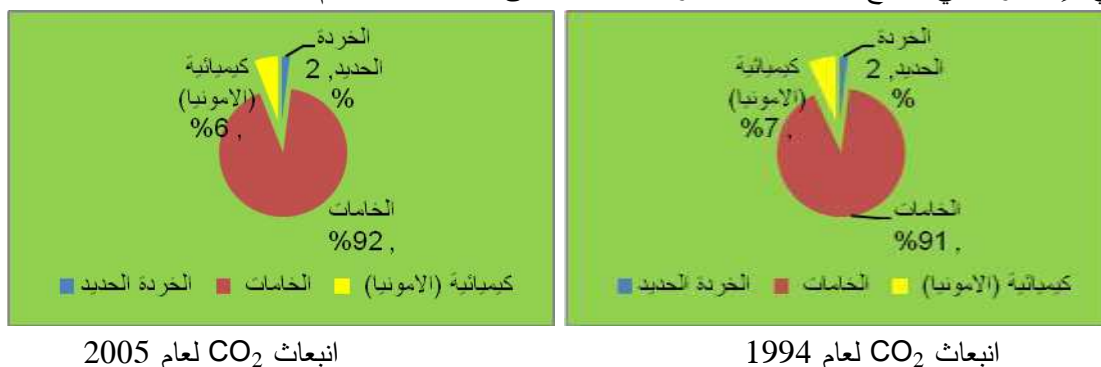 الخردة
الحديد, 2
%
كيميائية
(الامونيا)
, 7%
الخامات
, 91%
كيميائية (الامونيا)
الخامات
الخردة الحديد
انبعاث CO₂ لعام 1994
الخردة
الحديد, 2
%
كيميائية
(الامونيا)
, 6%
الخامات
, 92%
كيميائية (الامونيا)
الخامات
الخردة الحديد
انبعاث CO₂ لعام 2005